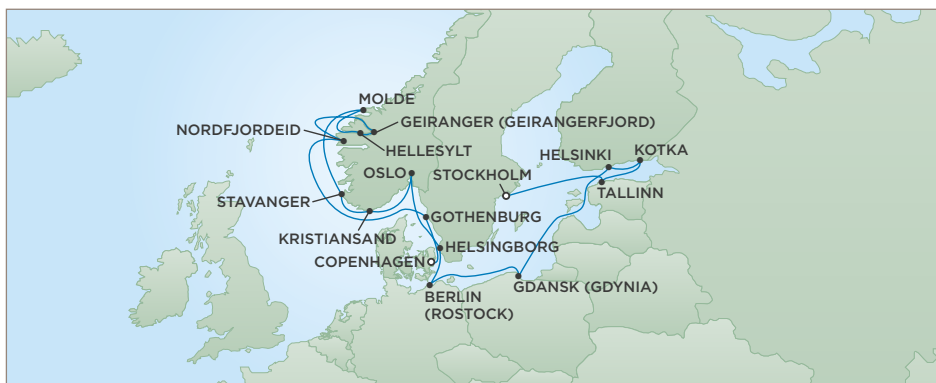 MOLDE
GEIRANGER (GEIRANGERFJORD)
NORDFJORDEID
HELLESYLT
KOTKA
HELSINKI
OSLO
STOCKHOLM
TALLINN
STAVANGER
GOTHENBURG
KRISTIANSAND
HELSINGBORG
COPENHAGEN
GDANSK (GDYNIA)
BERLIN
(ROSTOCK)